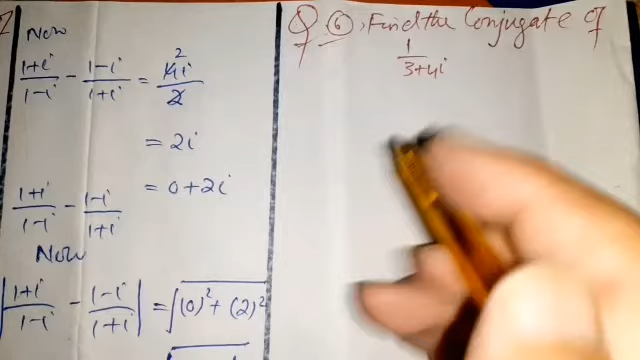 Now
1+i/1-i - 1-i/1+i = 4i/2 2
= 2i
= 0+2i
1+i/1-i - 1-i/1+i
Now
|1+i/1-i - 1-i/1+i| = √(0)²+(2)²
Q. 6, Find the Conjugate of
1/3+4i